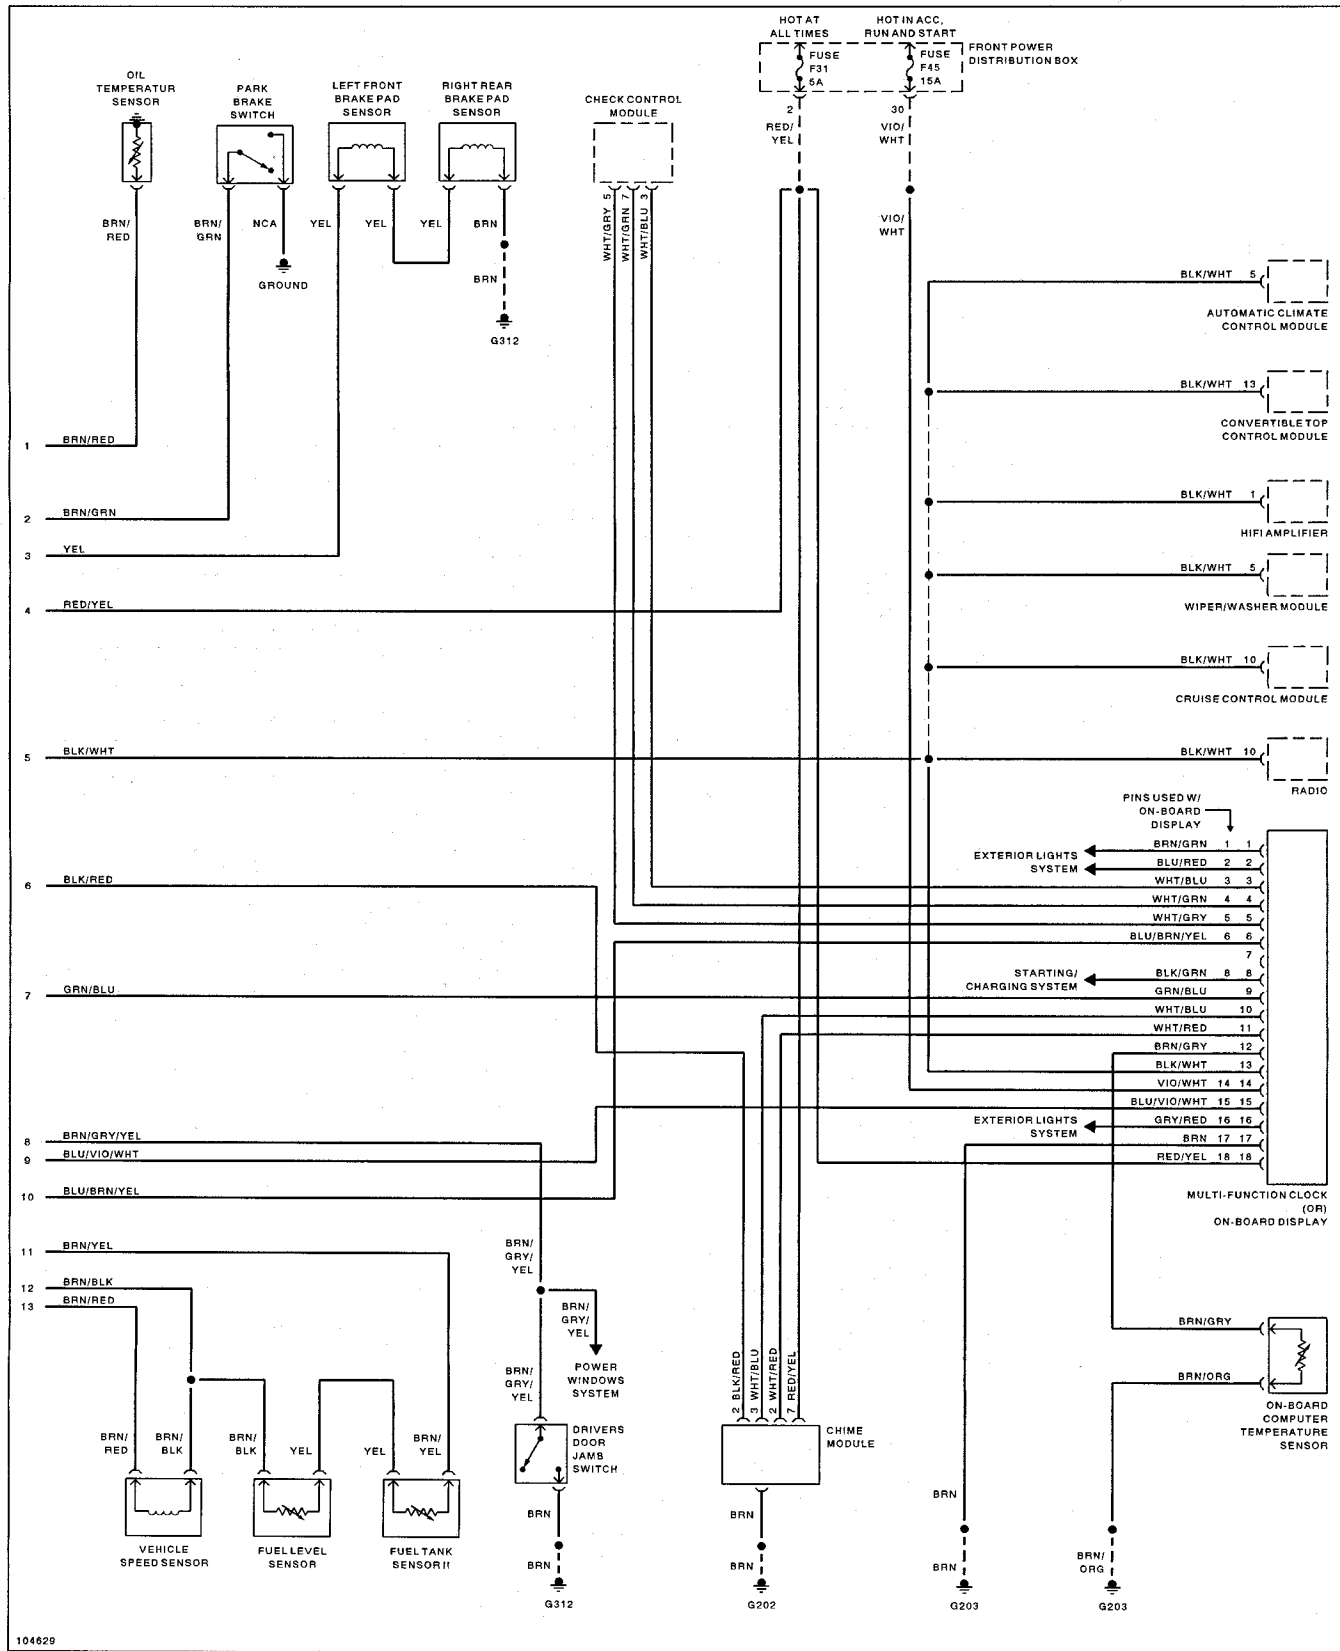 HOT AT
ALL TIMES
HOT IN ACC,
RUN AND START
FUSE
F31
5A
FUSE
F45
15A
FRONT POWER
DISTRIBUTION BOX
2
30
RED/
YEL
VIO/
WHT
VIO/
WHT
OIL
TEMPERATUR
SENSOR
PARK
BRAKE
SWITCH
LEFT FRONT
BRAKE PAD
SENSOR
RIGHT REAR
BRAKE PAD
SENSOR
CHECK CONTROL
MODULE
BRN/
RED
BRN/
GRN
NCA
YEL
YEL
YEL
BRN
BRN
GROUND
G312
WHT/GRY 5
WHT/GRN 7
WHT/BLU 3
BLK/WHT 5
AUTOMATIC CLIMATE
CONTROL MODULE
BLK/WHT 13
CONVERTIBLE TOP
CONTROL MODULE
BLK/WHT 1
HIFI AMPLIFIER
BLK/WHT 5
WIPER/WASHER MODULE
BLK/WHT 10
CRUISE CONTROL MODULE
BLK/WHT 10
RADIO
1 BRN/RED
2 BRN/GRN
3 YEL
4 RED/YEL
5 BLK/WHT
6 BLK/RED
7 GRN/BLU
8 BRN/GRY/YEL
9 BLU/VIO/WHT
10 BLU/BRN/YEL
11 BRN/YEL
12 BRN/BLK
13 BRN/RED
PINS USED W/
ON-BOARD
DISPLAY
EXTERIOR LIGHTS
SYSTEM
BRN/GRN 1 1
BLU/RED 2 2
WHT/BLU 3 3
WHT/GRN 4 4
WHT/GRY 5 5
BLU/BRN/YEL 6 6
7
STARTING/
CHARGING SYSTEM
BLK/GRN 8 8
GRN/BLU 9
WHT/BLU 10
WHT/RED 11
BRN/GRY 12
BLK/WHT 13
VIO/WHT 14 14
BLU/VIO/WHT 15 15
EXTERIOR LIGHTS
SYSTEM
GRY/RED 16 16
BRN 17 17
RED/YEL 18 18
MULTI-FUNCTION CLOCK
(OR)
ON-BOARD DISPLAY
BRN/
GRY/
YEL
BRN/
GRY/
YEL
POWER
WINDOWS
SYSTEM
BRN/
GRY/
YEL
DRIVERS
DOOR
JAMB
SWITCH
BRN
BRN
G312
2 BLK/RED
3 WHT/BLU
2 WHT/RED
7 RED/YEL
CHIME
MODULE
BRN
BRN
G202
BRN
BRN
G203
BRN/GRY
BRN/ORG
ON-BOARD
COMPUTER
TEMPERATURE
SENSOR
BRN/
ORG
G203
BRN/
RED
BRN/
BLK
BRN/
BLK
YEL
YEL
BRN/
YEL
VEHICLE
SPEED SENSOR
FUEL LEVEL
SENSOR
FUEL TANK
SENSOR II
104629